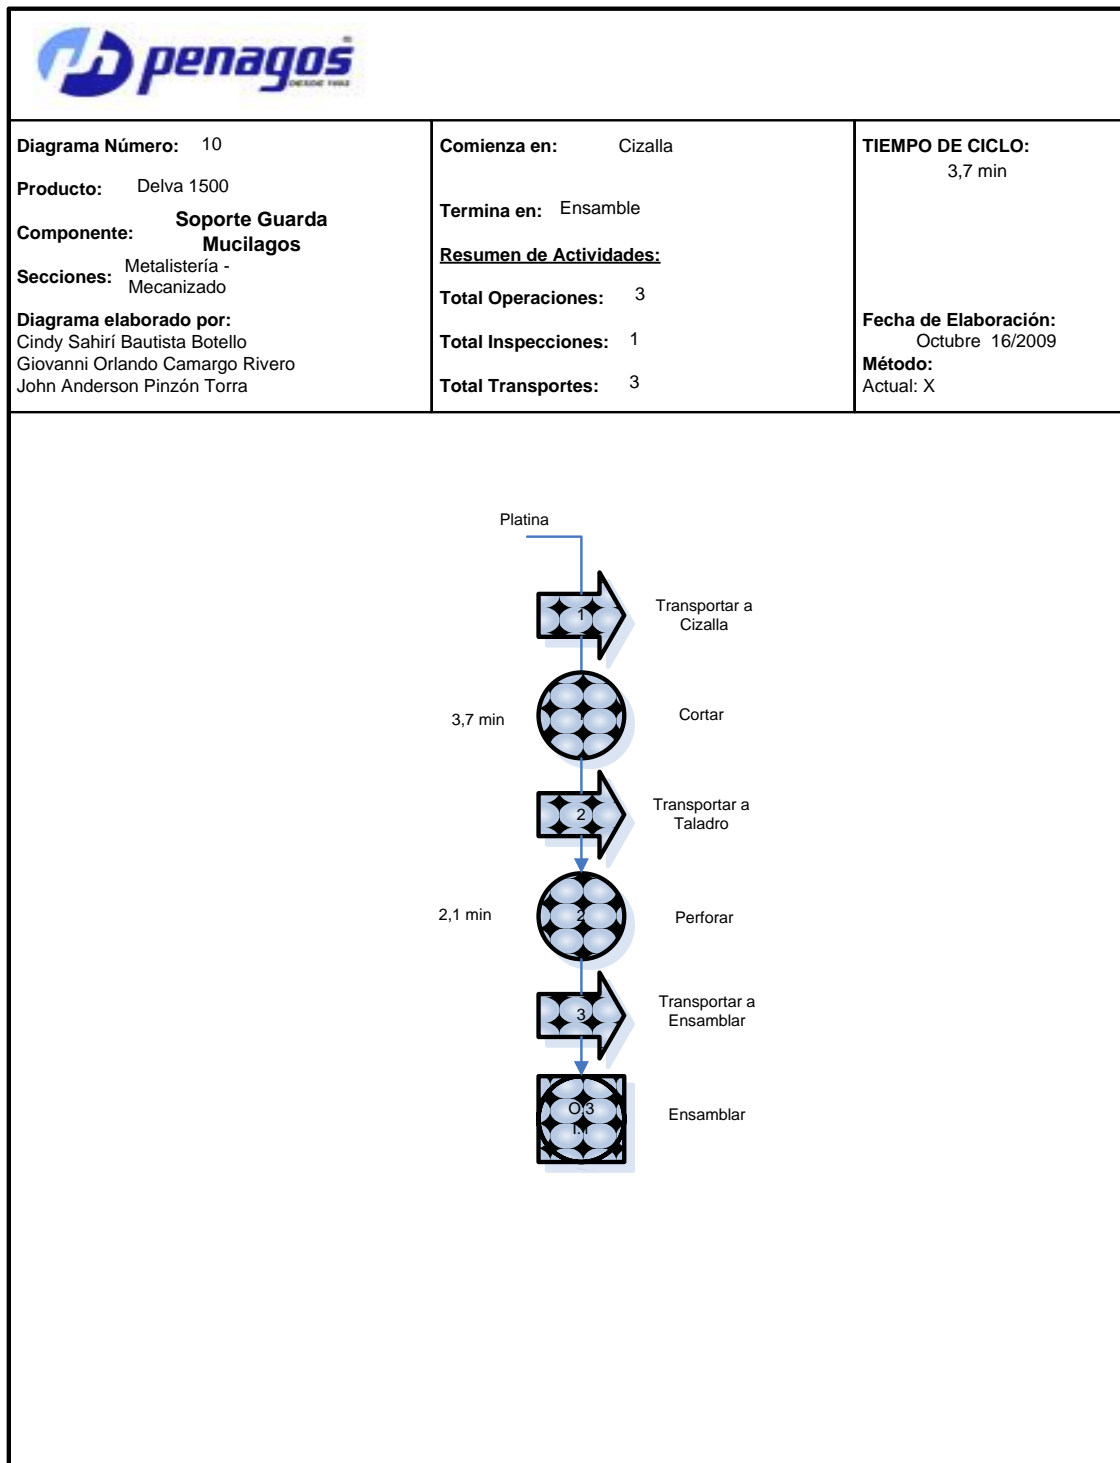 penagos
DESDE 1892
Diagrama Número: 10
Producto: Delva 1500
Componente: Soporte Guarda
Mucilagos
Secciones: Metalistería -
Mecanizado
Diagrama elaborado por:
Cindy Sahirí Bautista Botello
Giovanni Orlando Camargo Rivero
John Anderson Pinzón Torra
Comienza en: Cizalla
Termina en: Ensamble
Resumen de Actividades:
Total Operaciones: 3
Total Inspecciones: 1
Total Transportes: 3
TIEMPO DE CICLO:
3,7 min
Fecha de Elaboración:
Octubre 16/2009
Método:
Actual: X
Platina
1
Transportar a
Cizalla
3,7 min
Cortar
2
Transportar a
Taladro
2,1 min
2
Perforar
3
Transportar a
Ensamblar
O.3
I.1
Ensamblar